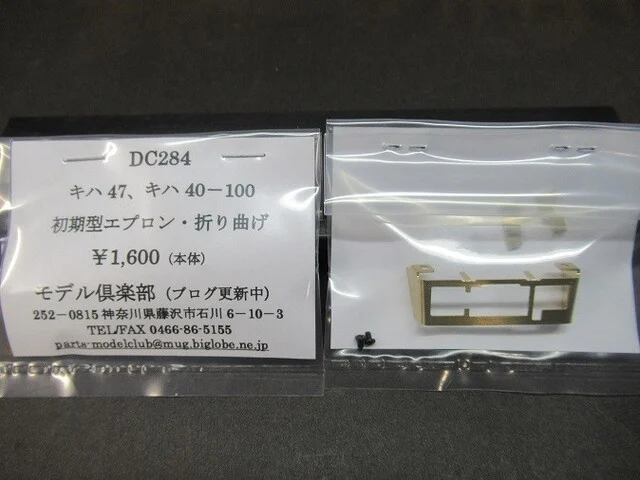 DC284
キハ 47、キハ 40－100
初期型エプロン・折り曲げ
￥1,600 (本体)
モデル倶楽部 (ブログ更新中)
252－0815 神奈川県藤沢市石川 6－10－3
TEL/FAX 0466-86-5155
parts-modelclub@mug.biglobe.ne.jp